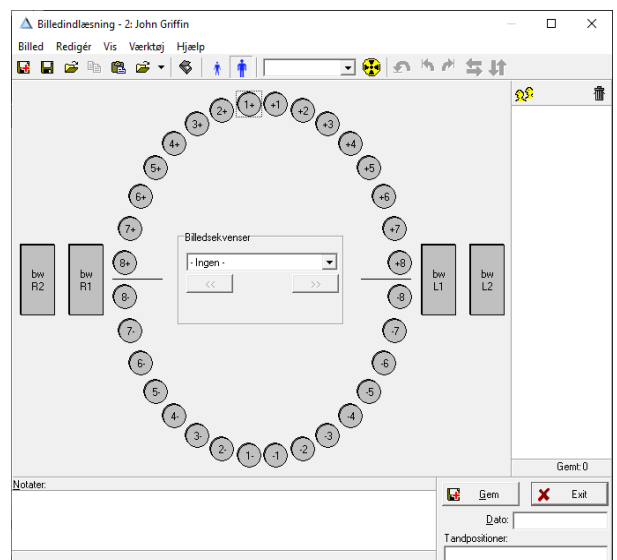 Billedindlæsning - 2: John Griffin
Billed Redigér Vis Værktøj Hjælp
1+ +1
2+ +2
3+ +3
4+ +4
5+ +5
6+ +6
7+ +7
Billedsekvenser
8+ +8
- Ingen -
bw R2 bw R1 bw L1 bw L2
<< >>
8- -8
7- -7
6- -6
5- -5
4- -4
3- -3
2- -2
1- -1
Gemt: 0
Notater:
Gem Exit
Dato:
Tandpositioner: